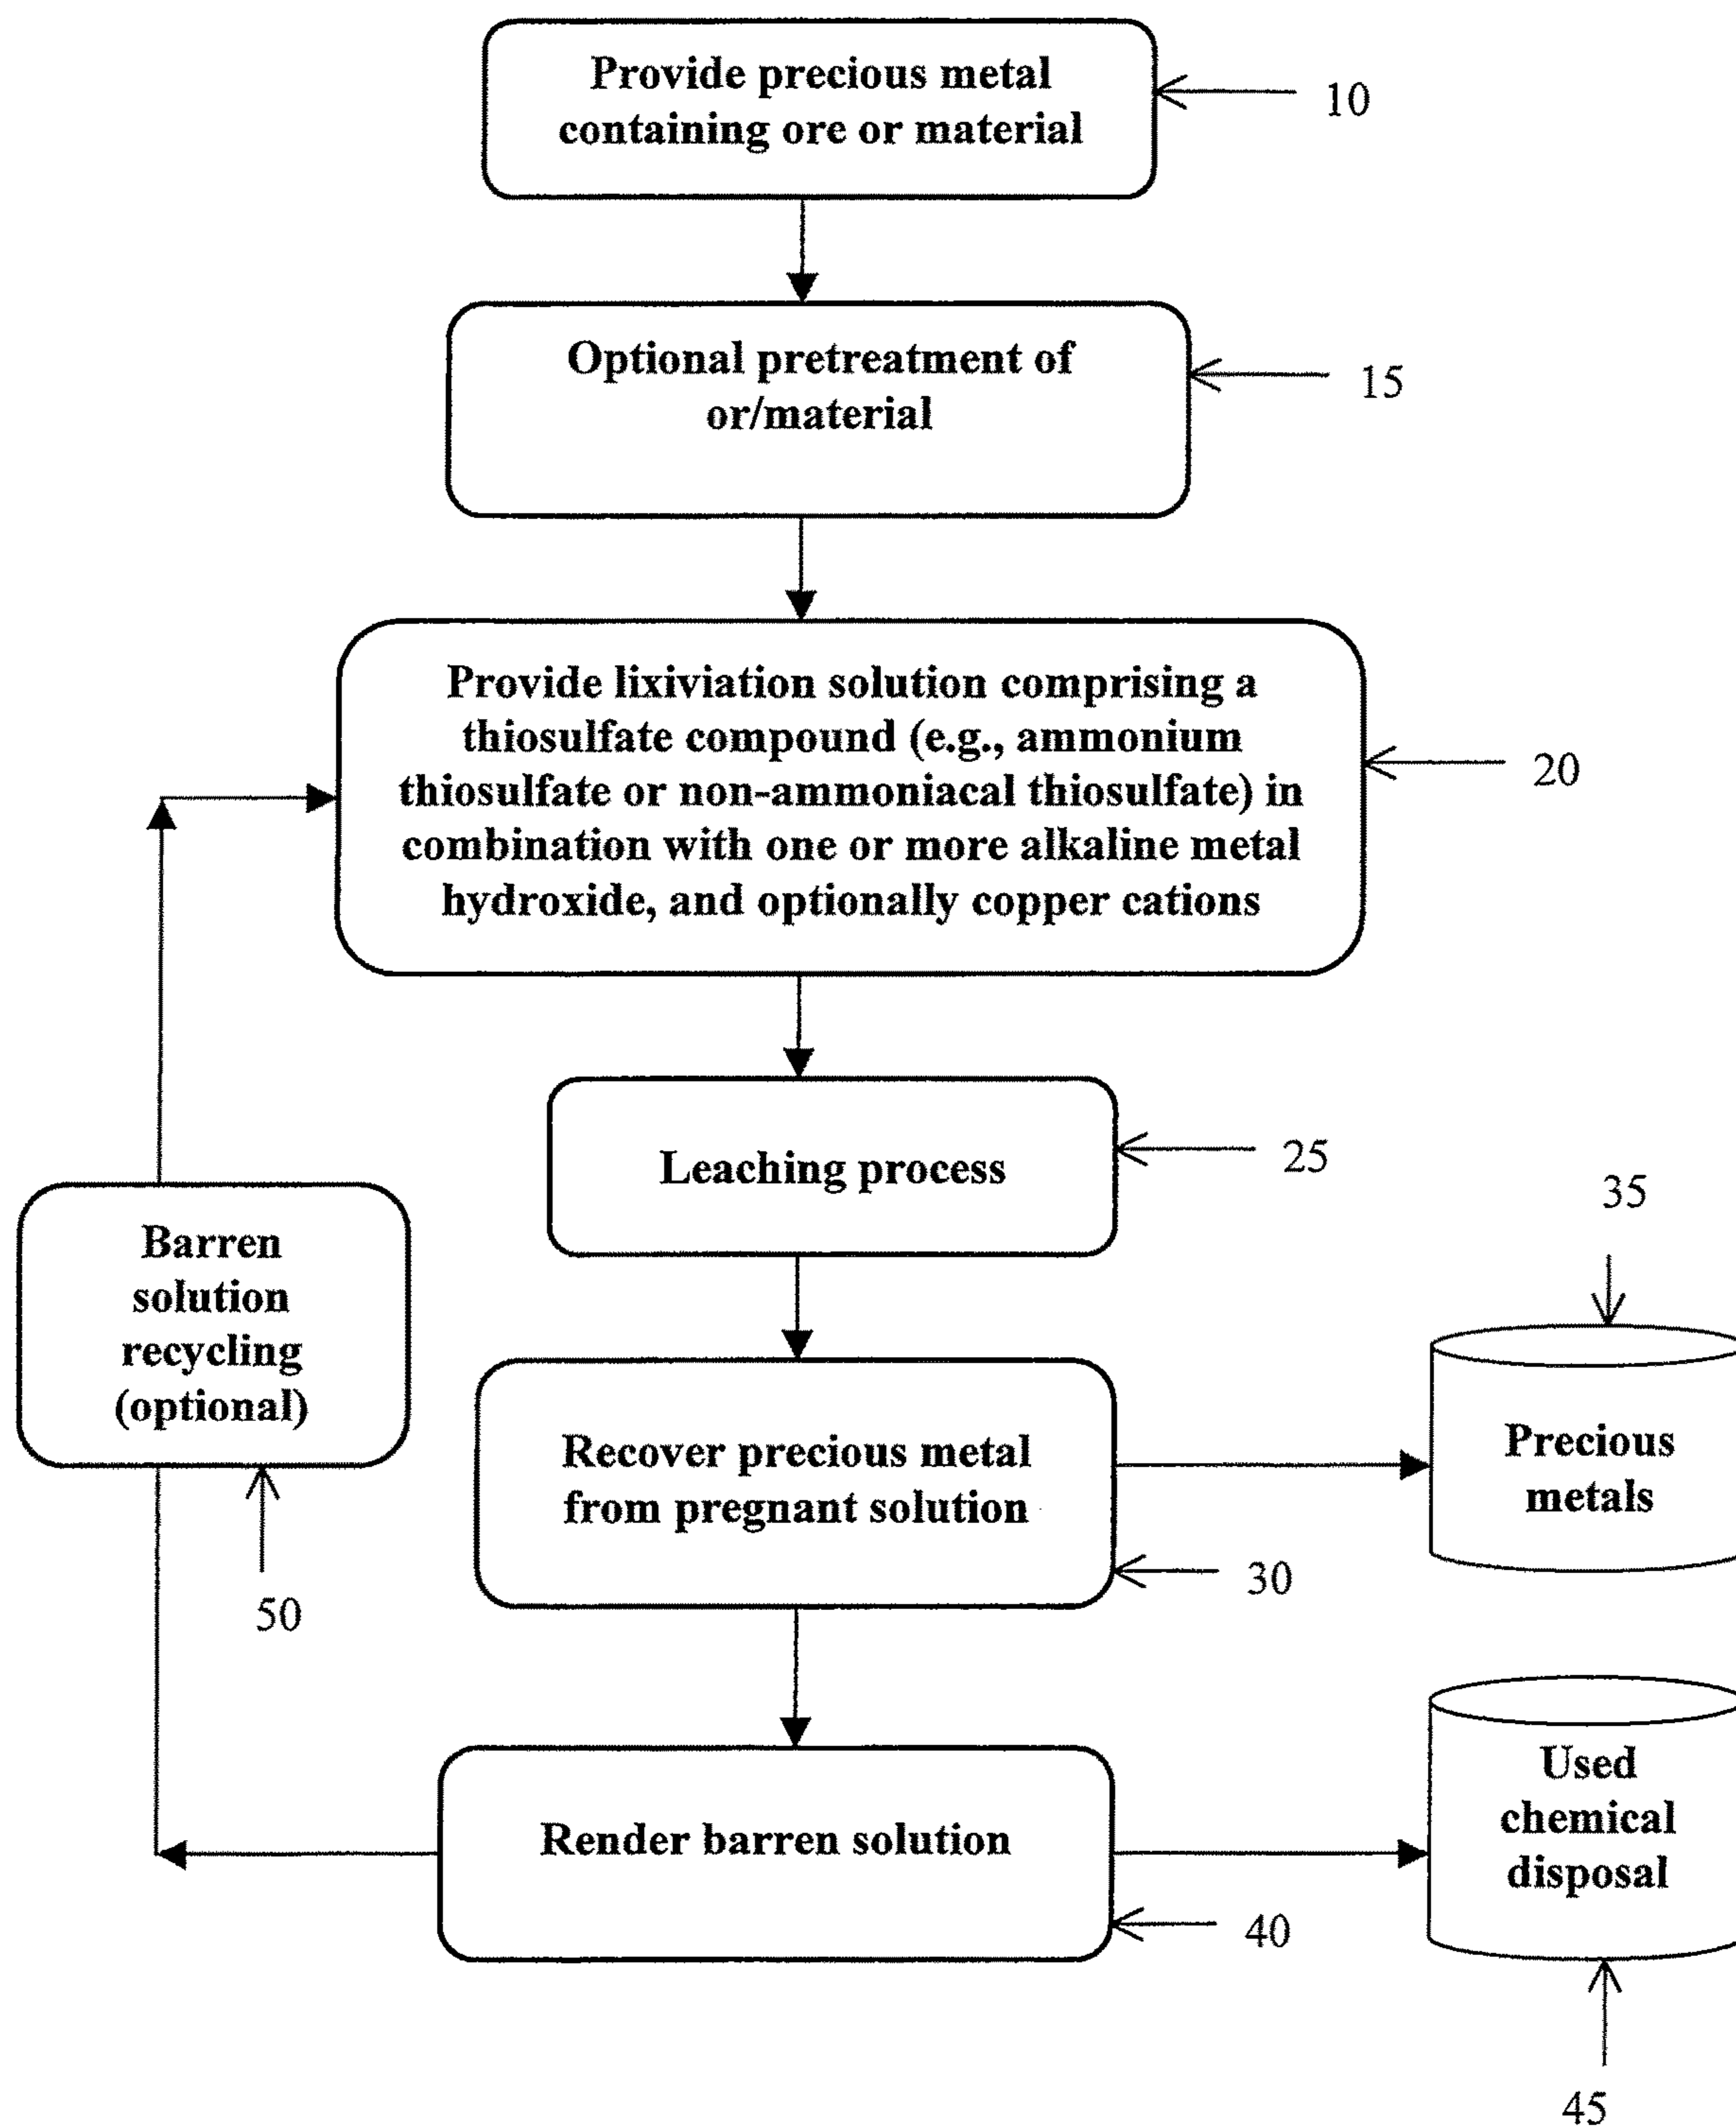 Provide precious metal
containing ore or material
10
Optional pretreatment of
or/material
15
Provide lixiviation solution comprising a
thiosulfate compound (e.g., ammonium
thiosulfate or non-ammoniacal thiosulfate) in
combination with one or more alkaline metal
hydroxide, and optionally copper cations
20
Leaching process
25
Barren
solution
recycling
(optional)
50
Recover precious metal
from pregnant solution
30
35
Precious
metals
Render barren solution
40
Used
chemical
disposal
45